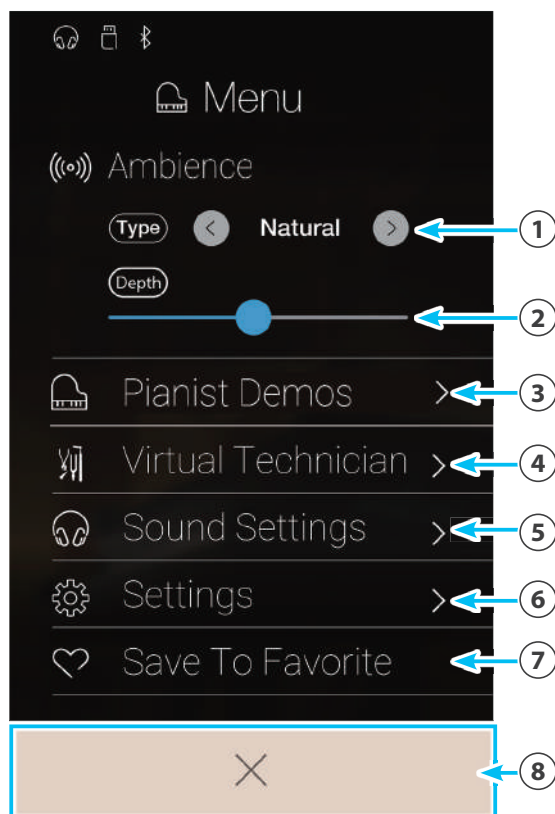 Menu
Ambience
Type Natural 1
Depth
2
Pianist Demos 3
Virtual Technician 4
Sound Settings 5
Settings 6
Save To Favorite 7
8